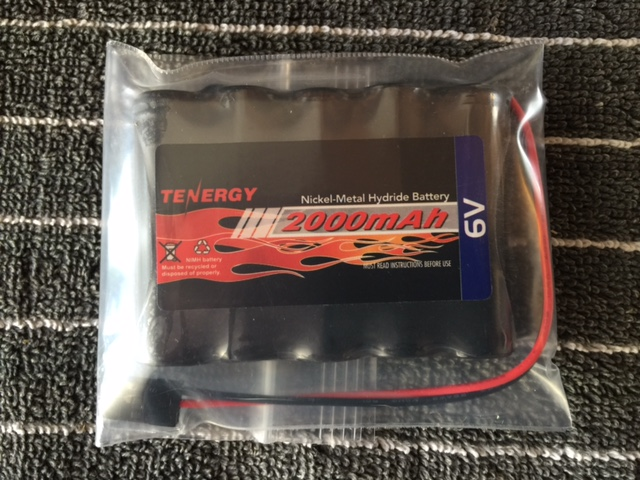 TENERGY
Nickel-Metal Hydride Battery
2000mAh
6V
NiMH battery
Must be recycled or
disposed of properly.
MUST READ INSTRUCTIONS BEFORE USE